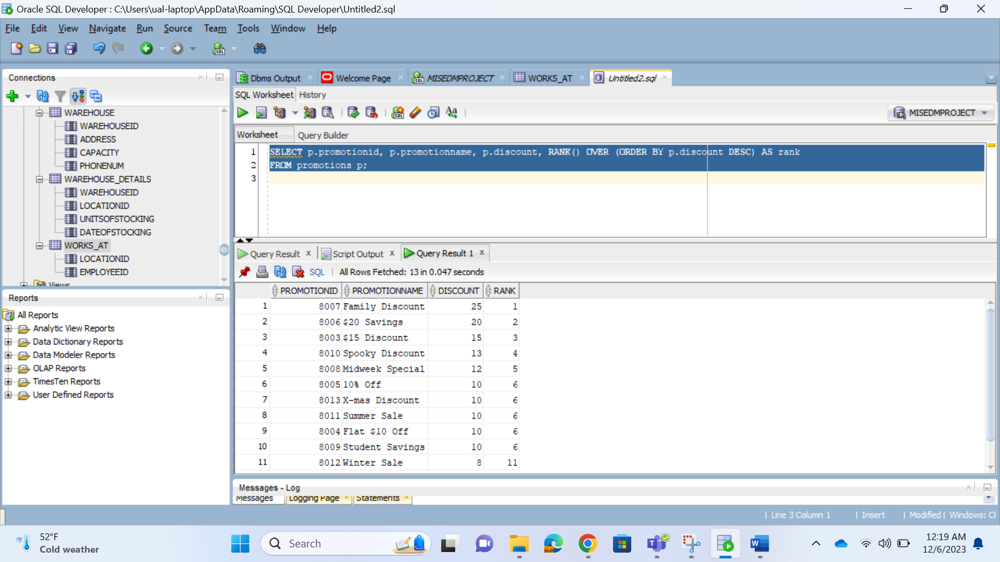 Oracle SQL Developer : C:\Users\ual-laptop\AppData\Roaming\SQL Developer\Untitled2.sql
File Edit View Navigate Run Source Team Tools Window Help
Connections
WAREHOUSE
WAREHOUSEID
ADDRESS
CAPACITY
PHONENUM
WAREHOUSE_DETAILS
WAREHOUSEID
LOCATIONID
UNITSOFSTOCKING
DATEOFSTOCKING
WORKS_AT
LOCATIONID
EMPLOYEEID
Views
Reports
All Reports
Analytic View Reports
Data Dictionary Reports
Data Modeler Reports
OLAP Reports
TimesTen Reports
User Defined Reports
Dbms Output Welcome Page MISEDMPROJECT WORKS_AT Untitled2.sql
SQL Worksheet History
MISEDMPROJECT
Worksheet Query Builder
1 SELECT p.promotionid, p.promotionname, p.discount, RANK() OVER (ORDER BY p.discount DESC) AS rank
2 FROM promotions p;
3
Query Result Script Output Query Result 1
SQL | All Rows Fetched: 13 in 0.047 seconds
PROMOTIONID PROMOTIONNAME DISCOUNT RANK
1 8007 Family Discount 25 1
2 8006 $20 Savings 20 2
3 8003 $15 Discount 15 3
4 8010 Spooky Discount 13 4
5 8008 Midweek Special 12 5
6 8005 10% Off 10 6
7 8013 X-mas Discount 10 6
8 8011 Summer Sale 10 6
9 8004 Flat $10 Off 10 6
10 8009 Student Savings 10 6
11 8012 Winter Sale 8 11
Messages - Log
Messages Logging Page Statements
| Line 3 Column 1 | Insert | Modified | Windows: CF
52°F
Cold weather
Search
12:19 AM
12/6/2023